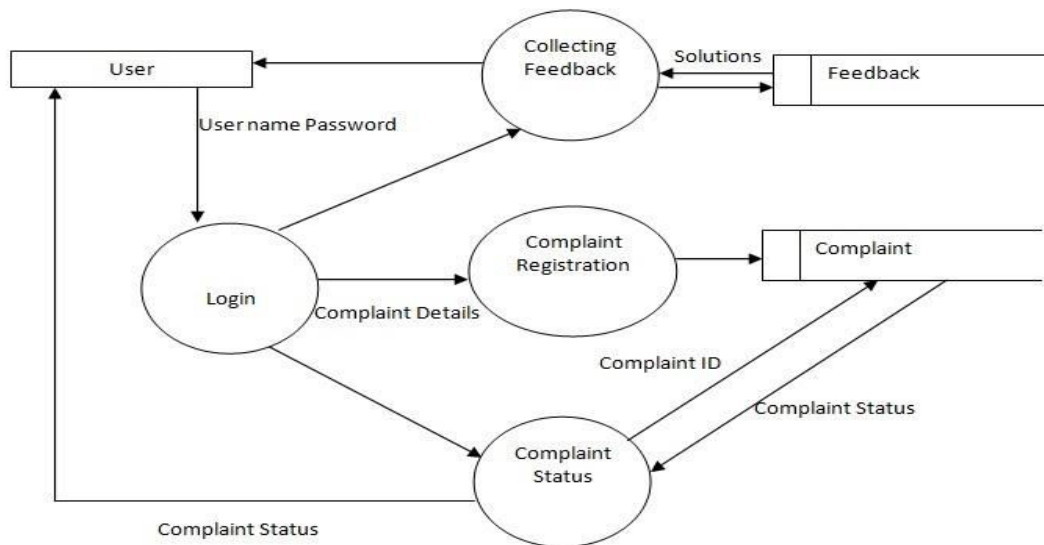 Collecting
Feedback
Solutions
Feedback
User
User name Password
Complaint
Registration
Complaint
Login
Complaint Details
Complaint ID
Complaint Status
Complaint
Status
Complaint Status